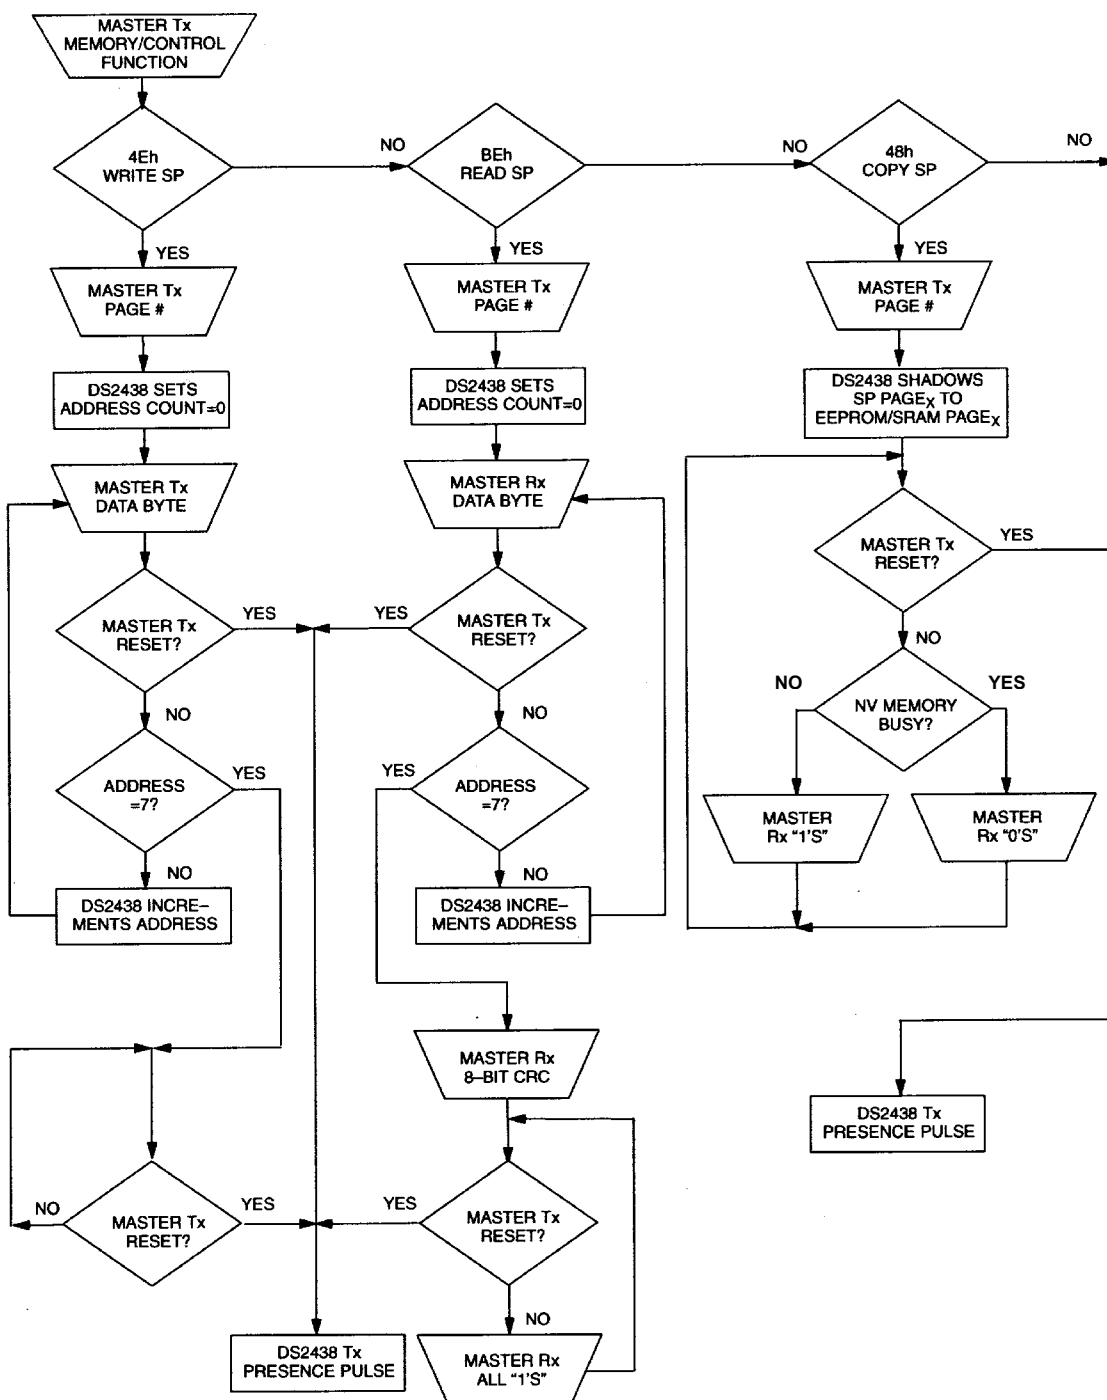 MASTER Tx
MEMORY/CONTROL
FUNCTION
4Eh
WRITE SP
NO
BEh
READ SP
NO
48h
COPY SP
NO
YES
YES
YES
MASTER Tx
PAGE #
MASTER Tx
PAGE #
MASTER Tx
PAGE #
DS2438 SETS
ADDRESS COUNT=0
DS2438 SETS
ADDRESS COUNT=0
DS2438 SHADOWS
SP PAGEX TO
EEPROM/SRAM PAGEX
MASTER Tx
DATA BYTE
MASTER Rx
DATA BYTE
MASTER Tx
RESET?
YES
MASTER Tx
RESET?
YES
YES
MASTER Tx
RESET?
NO
NO
NO
NO
NV MEMORY
BUSY?
YES
ADDRESS
=7?
YES
YES
ADDRESS
=7?
MASTER
Rx “1'S”
MASTER
Rx “0'S”
NO
NO
DS2438 INCRE–
MENTS ADDRESS
DS2438 INCRE–
MENTS ADDRESS
MASTER Rx
8–BIT CRC
DS2438 Tx
PRESENCE PULSE
NO
MASTER Tx
RESET?
YES
YES
MASTER Tx
RESET?
NO
DS2438 Tx
PRESENCE PULSE
MASTER Rx
ALL “1'S”